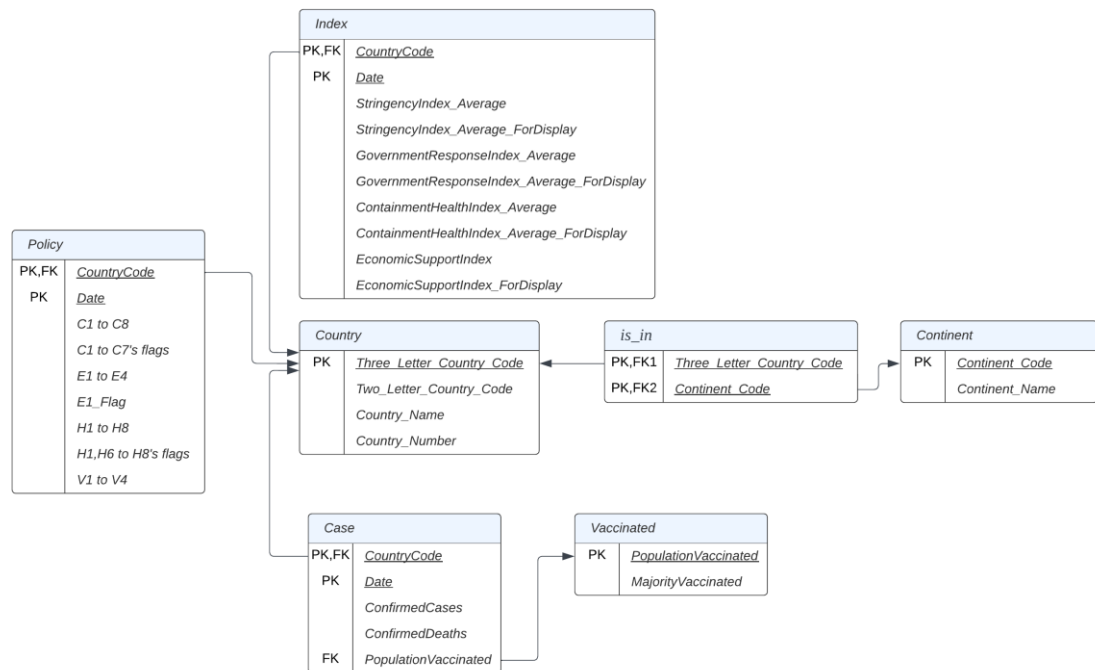 Index
PK,FK CountryCode
PK Date
StringencyIndex_Average
StringencyIndex_Average_ForDisplay
GovernmentResponseIndex_Average
GovernmentResponseIndex_Average_ForDisplay
ContainmentHealthIndex_Average
ContainmentHealthIndex_Average_ForDisplay
EconomicSupportIndex
EconomicSupportIndex_ForDisplay
Policy
PK,FK CountryCode
PK Date
C1 to C8
C1 to C7's flags
E1 to E4
E1_Flag
H1 to H8
H1,H6 to H8's flags
V1 to V4
Country
PK Three_Letter_Country_Code
Two_Letter_Country_Code
Country_Name
Country_Number
is_in
PK,FK1 Three_Letter_Country_Code
PK,FK2 Continent_Code
Continent
PK Continent_Code
Continent_Name
Case
PK,FK CountryCode
PK Date
ConfirmedCases
ConfirmedDeaths
FK PopulationVaccinated
Vaccinated
PK PopulationVaccinated
MajorityVaccinated